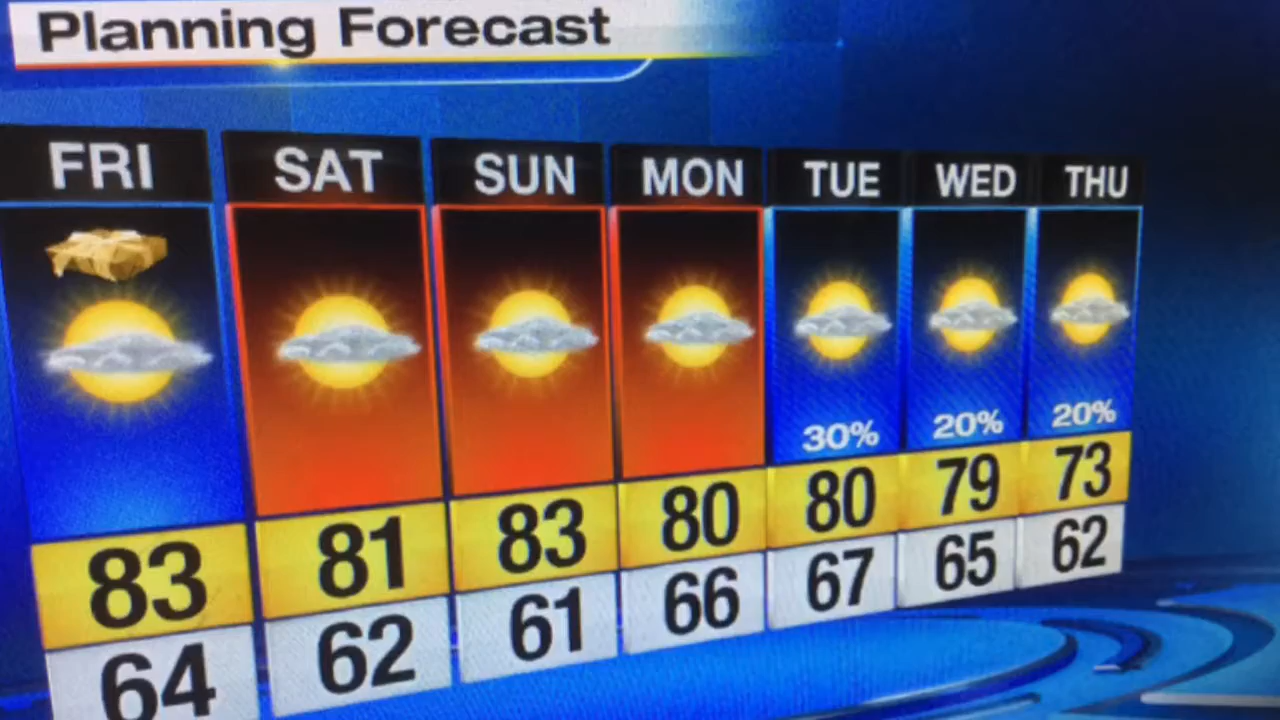 Planning Forecast
FRI SAT SUN MON TUE WED THU
30% 20% 20%
83 81 83 80 80 79 73
64 62 61 66 67 65 62